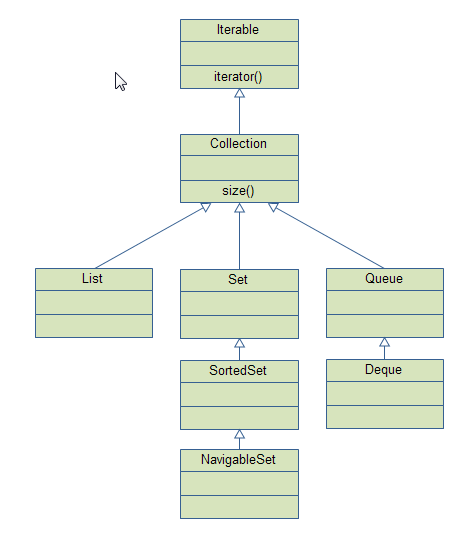 Iterable
iterator()
Collection
size()
List
Set
Queue
SortedSet
Deque
NavigableSet